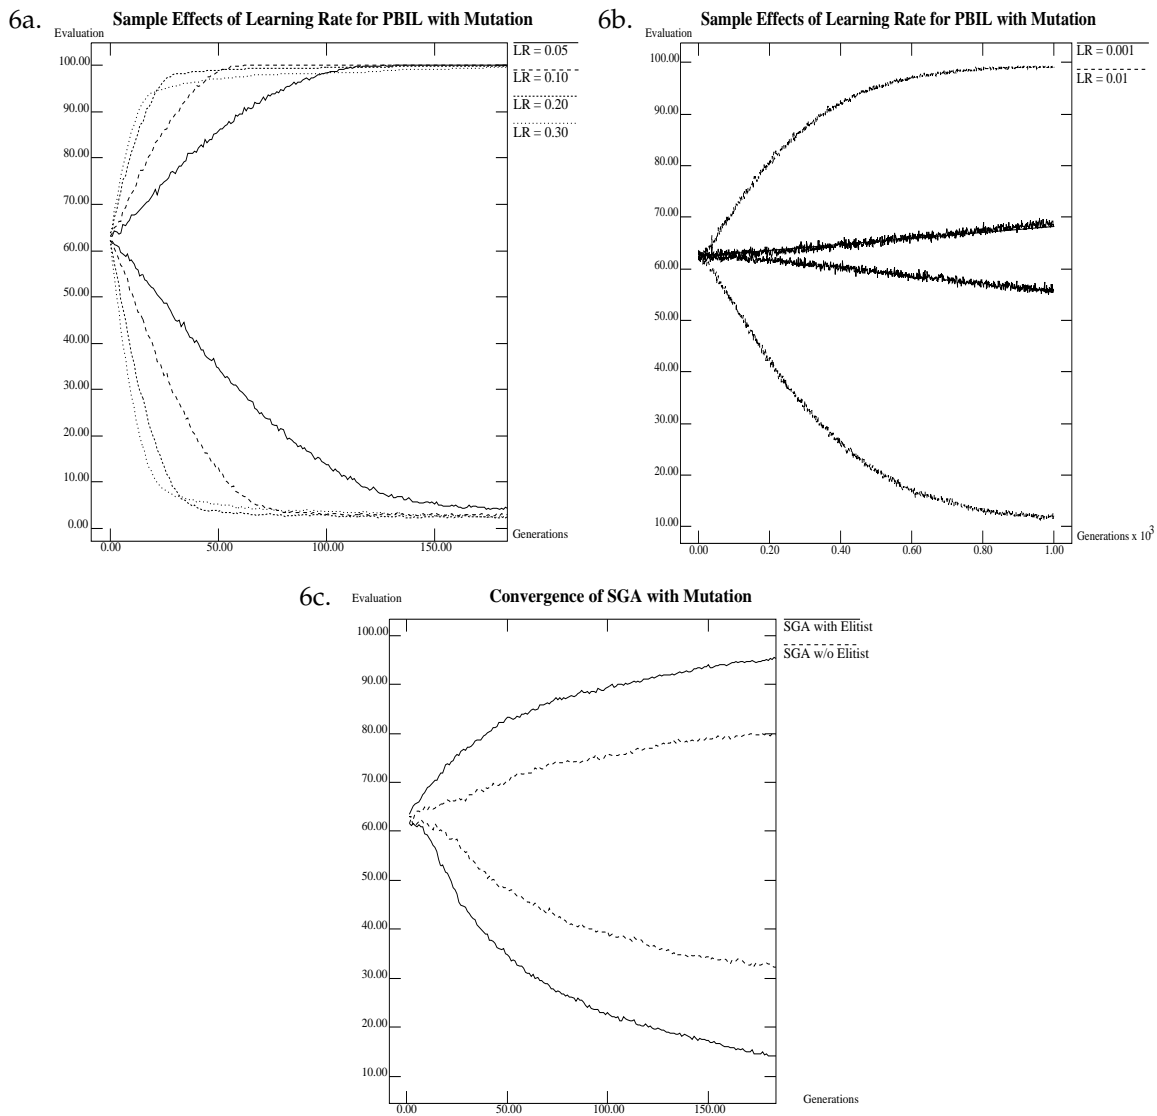 6a.
Sample Effects of Learning Rate for PBIL with Mutation
Evaluation
LR = 0.05
LR = 0.10
LR = 0.20
LR = 0.30
100.00
90.00
80.00
70.00
60.00
50.00
40.00
30.00
20.00
10.00
0.00
Generations
0.00 50.00 100.00 150.00
6b.
Sample Effects of Learning Rate for PBIL with Mutation
Evaluation
LR = 0.001
LR = 0.01
100.00
90.00
80.00
70.00
60.00
50.00
40.00
30.00
20.00
10.00
Generations x 10³
0.00 0.20 0.40 0.60 0.80 1.00
6c.
Evaluation
Convergence of SGA with Mutation
SGA with Elitist
SGA w/o Elitist
100.00
90.00
80.00
70.00
60.00
50.00
40.00
30.00
20.00
10.00
Generations
0.00 50.00 100.00 150.00